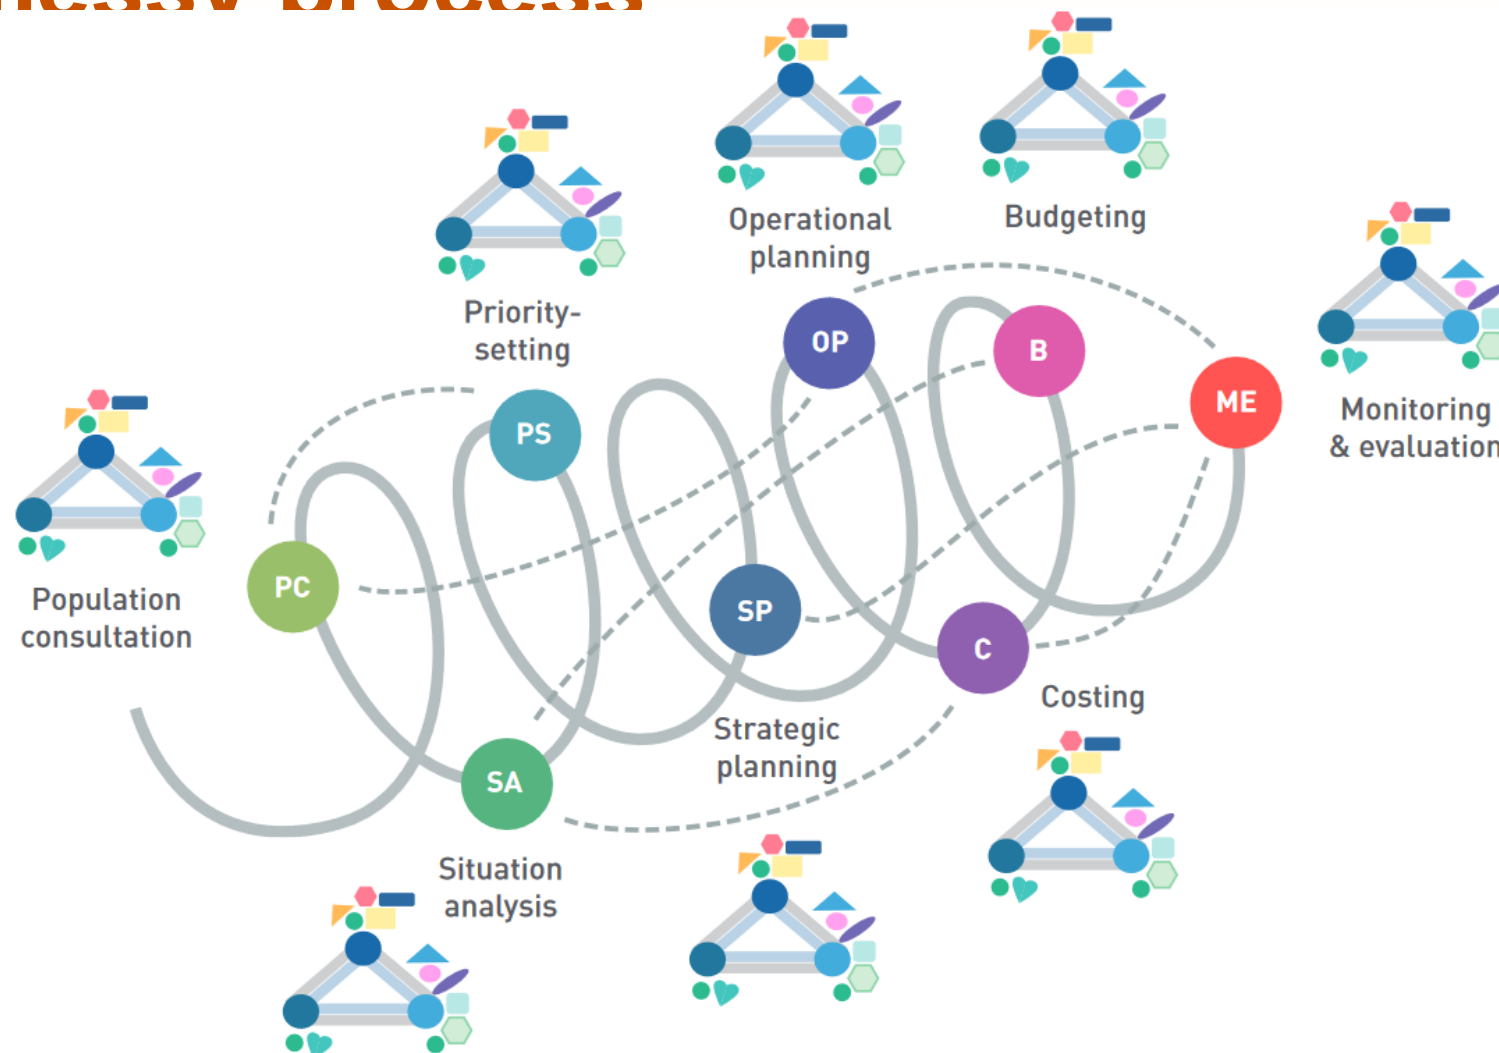 process
Operational
planning
Budgeting
Priority-
setting
Monitoring
& evaluation
OP
B
ME
PS
Population
consultation
PC
SP
C
Strategic
planning
Costing
SA
Situation
analysis